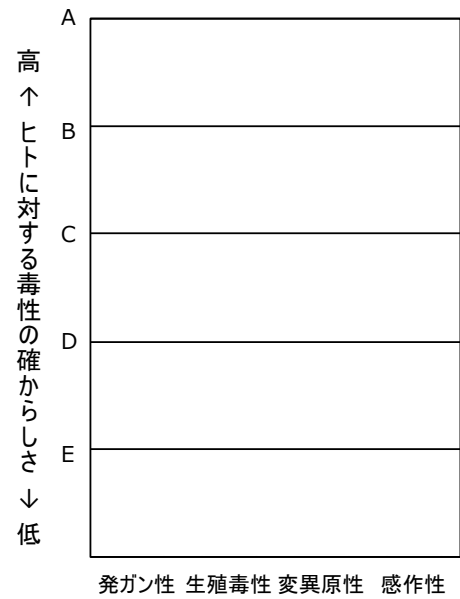 A
B
C
D
E
高 ↑ ヒトに対する毒性の確からしさ ↓ 低
発ガン性 生殖毒性 変異原性 感作性